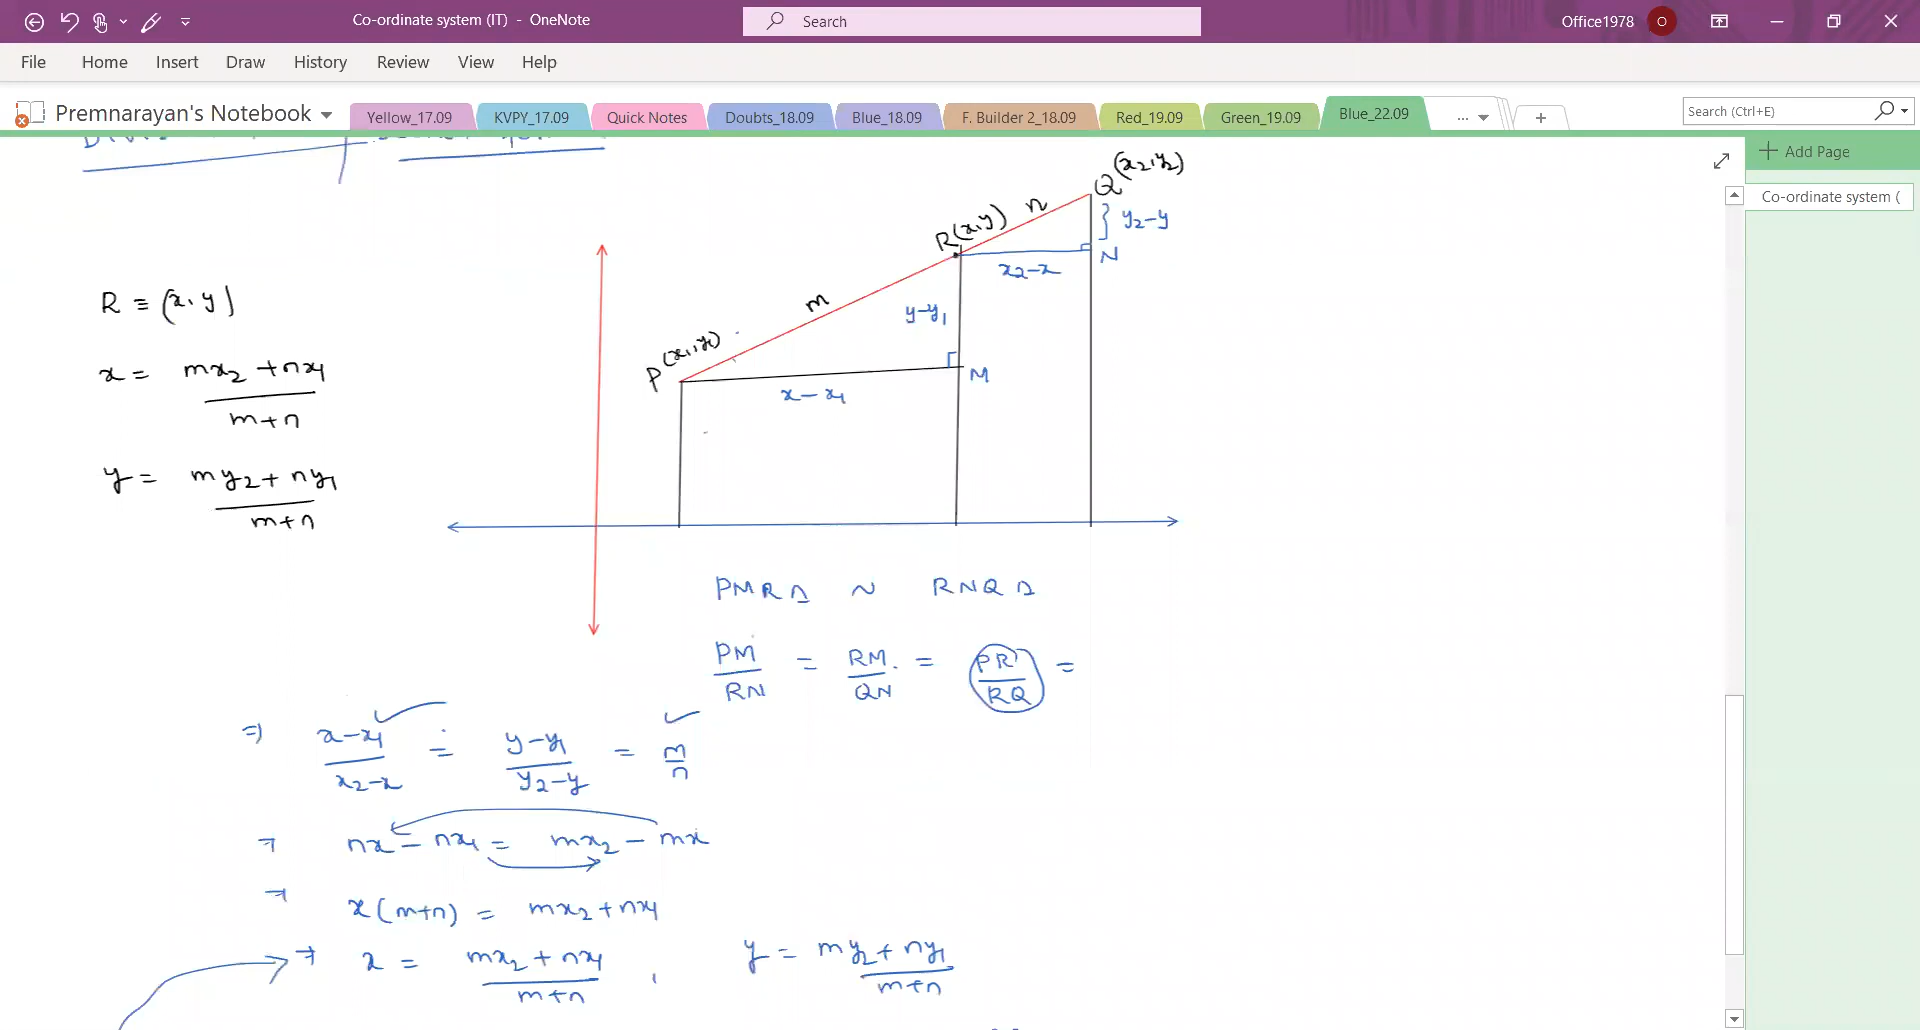 Co-ordinate system (IT) - OneNote
Search
Office1978
O
File Home Insert Draw History Review View Help
Premnarayan's Notebook
Yellow_17.09
KVPY_17.09
Quick Notes
Doubts_18.09
Blue_18.09
F. Builder 2_18.09
Red_19.09
Green_19.09
Blue_22.09
...
Search (Ctrl+E)
Add Page
Co-ordinate system (
Q(x2,y2)
n
R(x,y)
} y2-y
N
x2-x
m
y-y1
P(x1,y1)
M
x-x1
R ≡ (x, y)
x = mx2 + nx1
m+n
y = my2 + ny1
m+n
PMR Δ ~ RNQ Δ
PM/RN = RM/QN = PR/RQ =
⇒ x-x1/x2-x = y-y1/y2-y = m/n
⇒ nx - nx1 = mx2 - mx
⇒ x(m+n) = mx2+nx1
⇒ x = mx2 + nx1/m+n , y = my2 + ny1/m+n